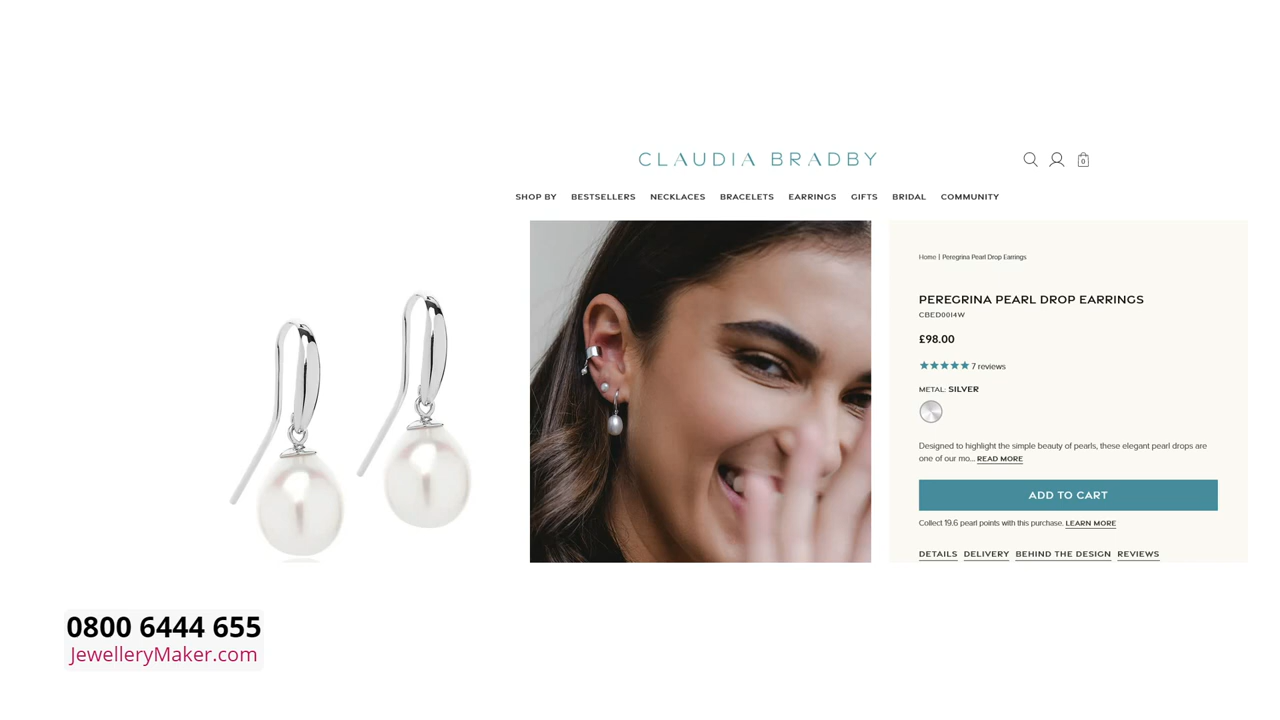 CLAUDIA BRADBY
0
SHOP BY BESTSELLERS NECKLACES BRACELETS EARRINGS GIFTS BRIDAL COMMUNITY
Home | Peregrina Pearl Drop Earrings
PEREGRINA PEARL DROP EARRINGS
CBED0014W
£98.00
7 reviews
METAL: SILVER
Designed to highlight the simple beauty of pearls, these elegant pearl drops are
one of our mo... READ MORE
ADD TO CART
Collect 19.6 pearl points with this purchase. LEARN MORE
DETAILS DELIVERY BEHIND THE DESIGN REVIEWS
0800 6444 655
JewelleryMaker.com